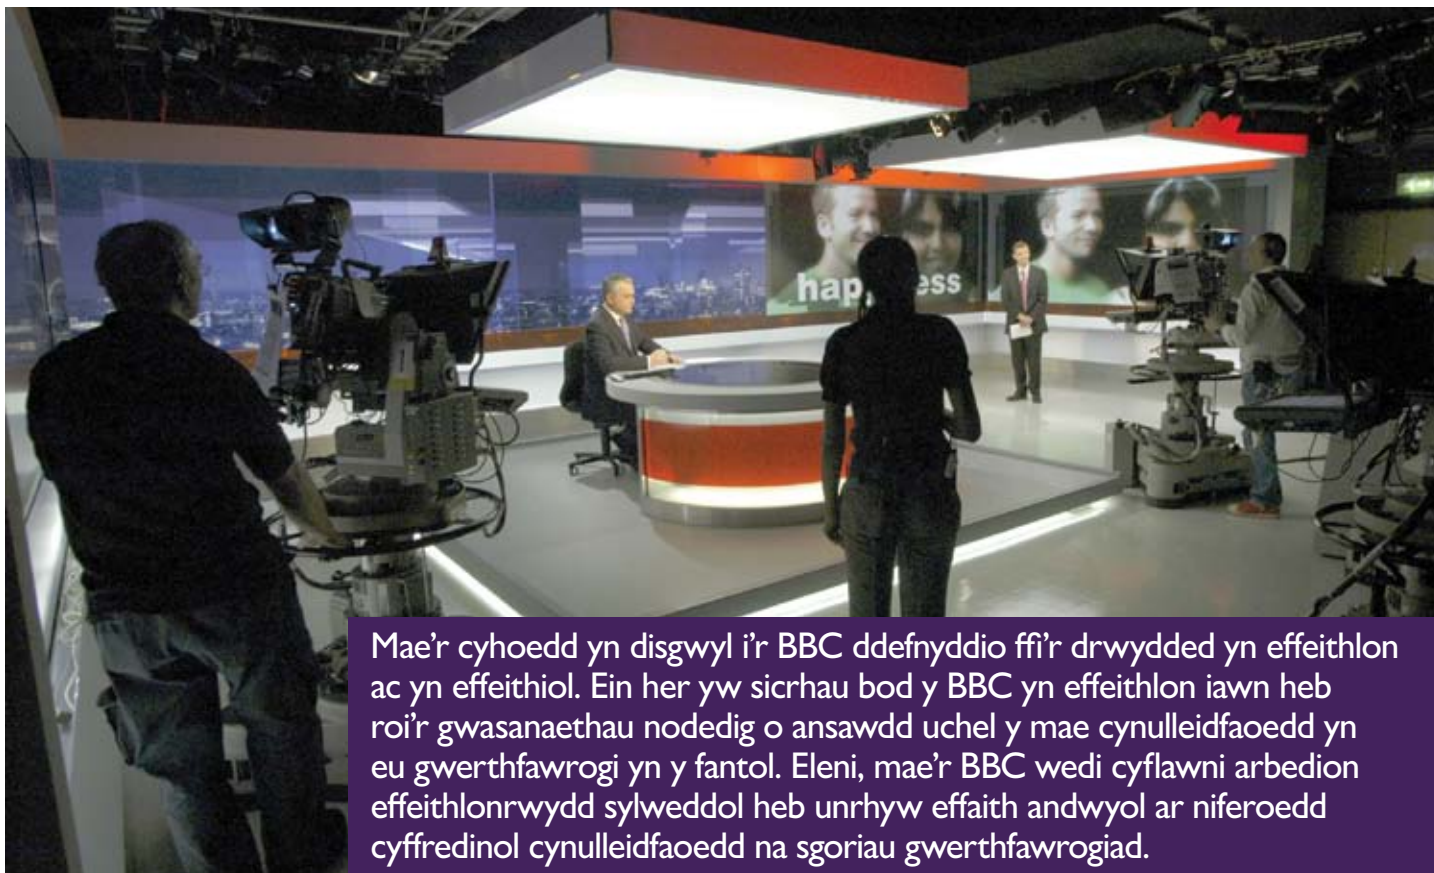 happiness
Mae’r cyhoedd yn disgwyl i’r BBC ddefnyddio ffi’r drwydded yn effeithlon
ac yn effeithiol. Ein her yw sicrhau bod y BBC yn effeithlon iawn heb
roi’r gwasanaethau nodedig o ansawdd uchel y mae cynulleidfaoedd yn
eu gwerthfawrogi yn y fantol. Eleni, mae’r BBC wedi cyflawni arbedion
effeithlonrwydd sylweddol heb unrhyw effaith andwyol ar niferoedd
cyffredinol cynulleidfaoedd na sgoriau gwerthfawrogiad.